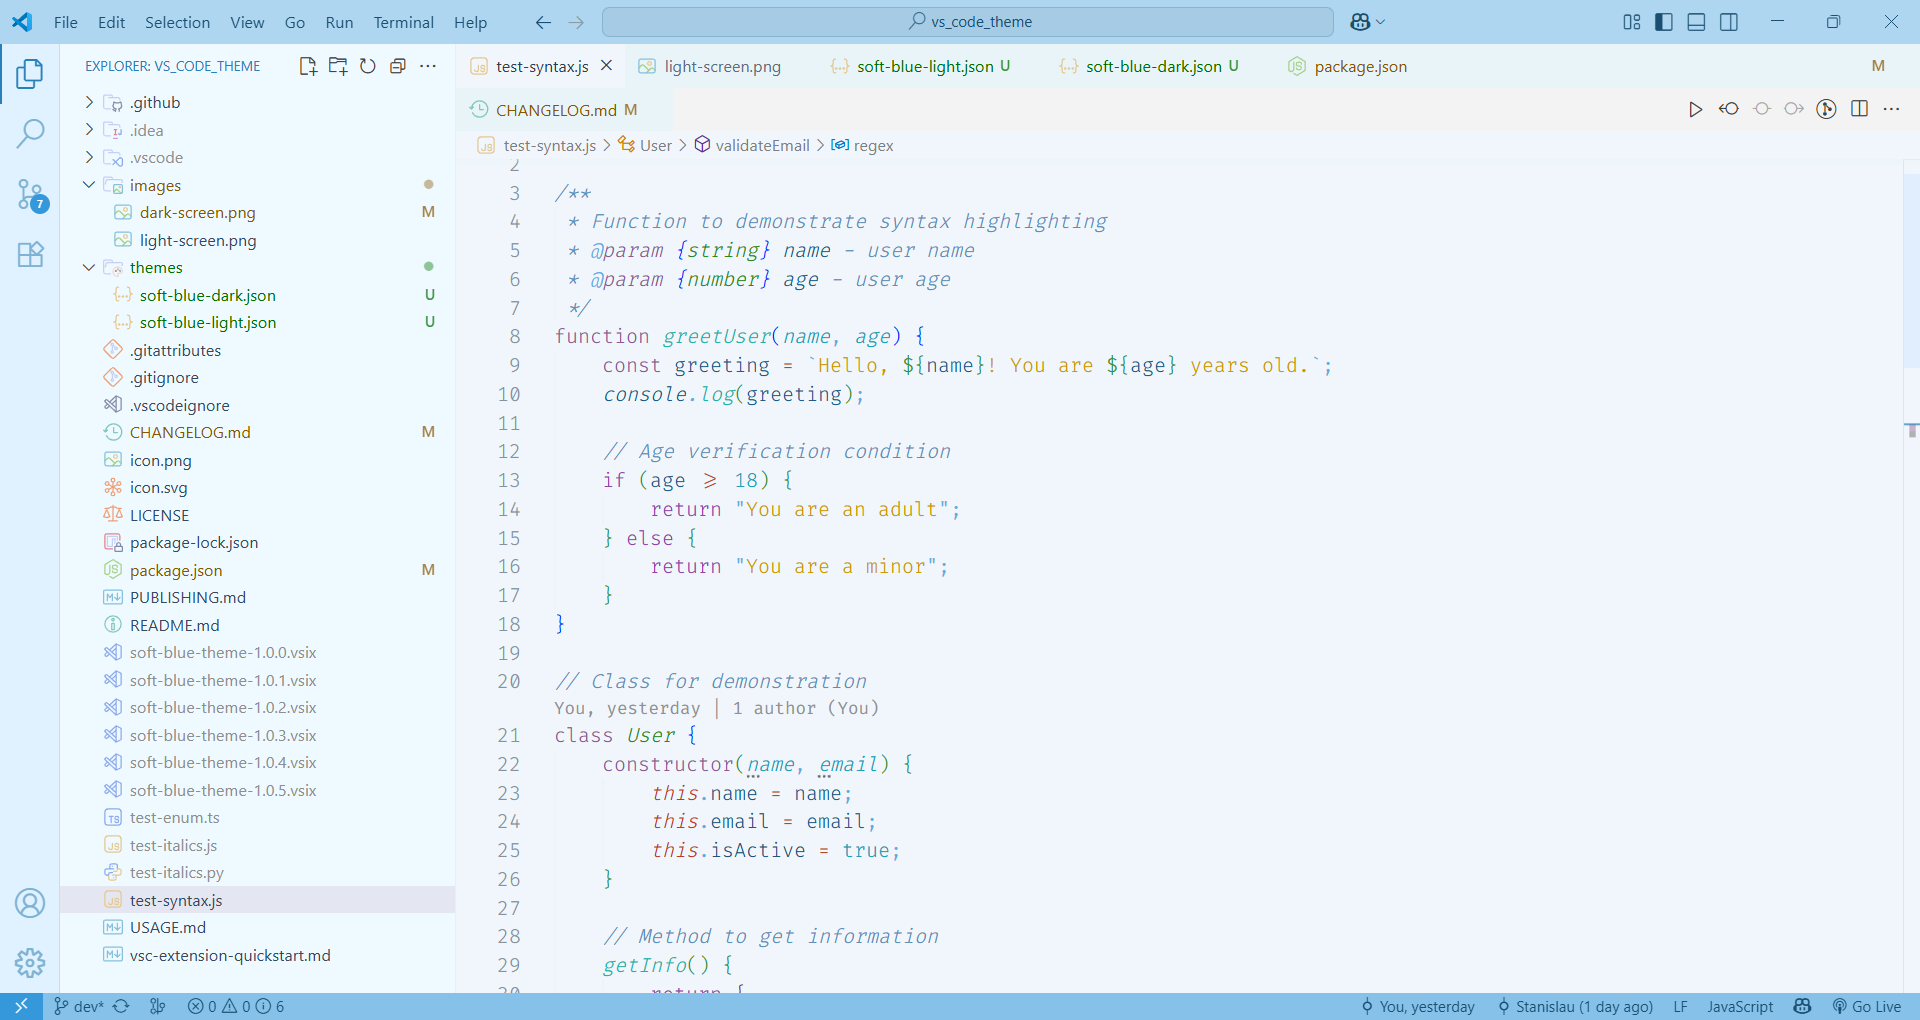 File Edit Selection View Go Run Terminal Help
vs_code_theme
EXPLORER: VS_CODE_THEME
.github
.idea
.vscode
images
dark-screen.png M
light-screen.png
themes
soft-blue-dark.json U
soft-blue-light.json U
.gitattributes
.gitignore
.vscodeignore
CHANGELOG.md M
icon.png
icon.svg
LICENSE
package-lock.json
package.json M
PUBLISHING.md
README.md
soft-blue-theme-1.0.0.vsix
soft-blue-theme-1.0.1.vsix
soft-blue-theme-1.0.2.vsix
soft-blue-theme-1.0.3.vsix
soft-blue-theme-1.0.4.vsix
soft-blue-theme-1.0.5.vsix
test-enum.ts
test-italics.js
test-italics.py
test-syntax.js
USAGE.md
vsc-extension-quickstart.md
7
test-syntax.js light-screen.png soft-blue-light.json U soft-blue-dark.json U package.json M
CHANGELOG.md M
test-syntax.js > User > validateEmail > regex
2
3 /**
4 * Function to demonstrate syntax highlighting
5 * @param {string} name - user name
6 * @param {number} age - user age
7 */
8 function greetUser(name, age) {
9 const greeting = `Hello, ${name}! You are ${age} years old.`;
10 console.log(greeting);
11
12 // Age verification condition
13 if (age ⩾ 18) {
14 return "You are an adult";
15 } else {
16 return "You are a minor";
17 }
18 }
19
20 // Class for demonstration
You, yesterday | 1 author (You)
21 class User {
22 constructor(name, email) {
23 this.name = name;
24 this.email = email;
25 this.isActive = true;
26 }
27
28 // Method to get information
29 getInfo() {
30 return {
dev* 0 0 6 You, yesterday Stanislau (1 day ago) LF JavaScript Go Live